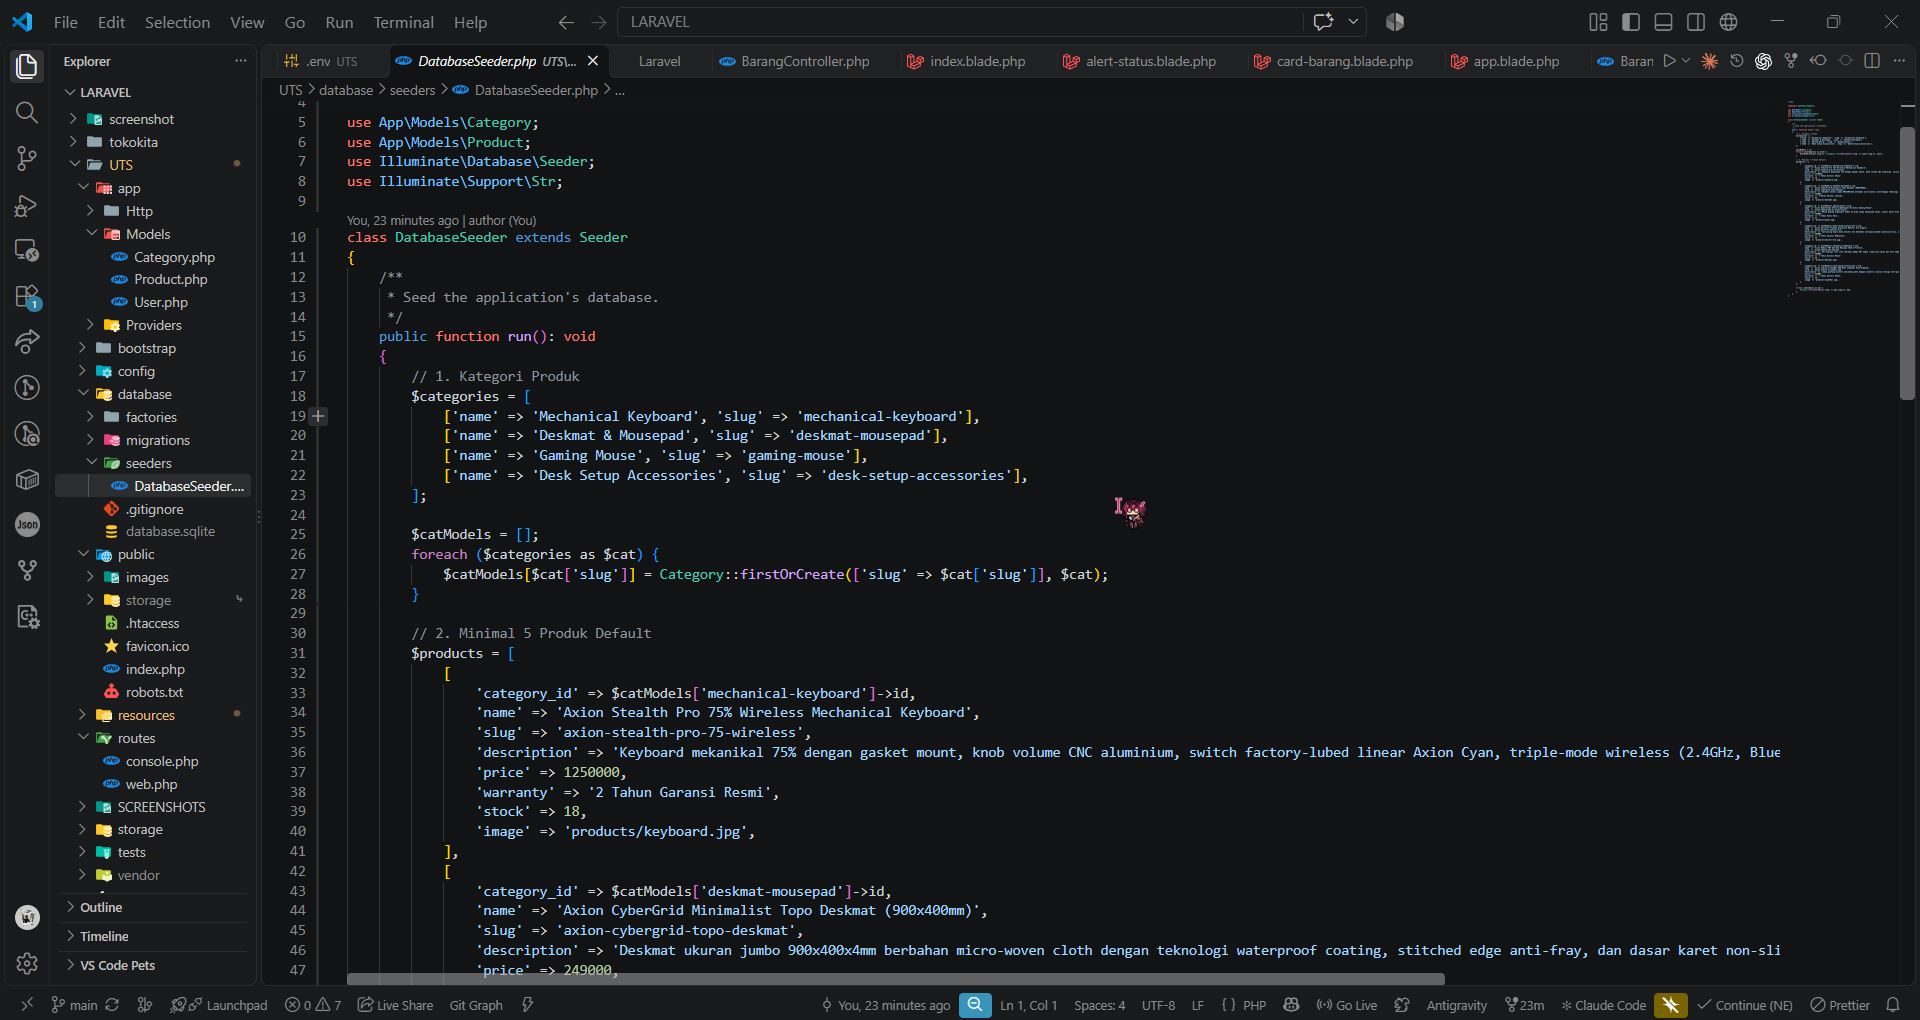 File Edit Selection View Go Run Terminal Help
LARAVEL
Explorer
.env UTS
DatabaseSeeder.php UTS\...
Laravel
BarangController.php
index.blade.php
alert-status.blade.php
card-barang.blade.php
app.blade.php
Baran
UTS > database > seeders > DatabaseSeeder.php > ...
LARAVEL
screenshot
tokokita
UTS
app
Http
Models
Category.php
Product.php
User.php
Providers
bootstrap
config
database
factories
migrations
seeders
DatabaseSeeder....
.gitignore
database.sqlite
public
images
storage
.htaccess
favicon.ico
index.php
robots.txt
resources
routes
console.php
web.php
SCREENSHOTS
storage
tests
vendor
Outline
Timeline
VS Code Pets
1
Json
4
5 use App\Models\Category;
6 use App\Models\Product;
7 use Illuminate\Database\Seeder;
8 use Illuminate\Support\Str;
9
You, 23 minutes ago | author (You)
10 class DatabaseSeeder extends Seeder
11 {
12 /**
13 * Seed the application's database.
14 */
15 public function run(): void
16 {
17 // 1. Kategori Produk
18 $categories = [
19 ['name' => 'Mechanical Keyboard', 'slug' => 'mechanical-keyboard'],
20 ['name' => 'Deskmat & Mousepad', 'slug' => 'deskmat-mousepad'],
21 ['name' => 'Gaming Mouse', 'slug' => 'gaming-mouse'],
22 ['name' => 'Desk Setup Accessories', 'slug' => 'desk-setup-accessories'],
23 ];
24
25 $catModels = [];
26 foreach ($categories as $cat) {
27 $catModels[$cat['slug']] = Category::firstOrCreate(['slug' => $cat['slug']], $cat);
28 }
29
30 // 2. Minimal 5 Produk Default
31 $products = [
32 [
33 'category_id' => $catModels['mechanical-keyboard']->id,
34 'name' => 'Axion Stealth Pro 75% Wireless Mechanical Keyboard',
35 'slug' => 'axion-stealth-pro-75-wireless',
36 'description' => 'Keyboard mekanikal 75% dengan gasket mount, knob volume CNC aluminium, switch factory-lubed linear Axion Cyan, triple-mode wireless (2.4GHz, Blue
37 'price' => 1250000,
38 'warranty' => '2 Tahun Garansi Resmi',
39 'stock' => 18,
40 'image' => 'products/keyboard.jpg',
41 ],
42 [
43 'category_id' => $catModels['deskmat-mousepad']->id,
44 'name' => 'Axion CyberGrid Minimalist Topo Deskmat (900x400mm)',
45 'slug' => 'axion-cybergrid-topo-deskmat',
46 'description' => 'Deskmat ukuran jumbo 900x400x4mm berbahan micro-woven cloth dengan teknologi waterproof coating, stitched edge anti-fray, dan dasar karet non-sli
47 'price' => 249000,
main Launchpad 0 7 Live Share Git Graph You, 23 minutes ago Ln 1, Col 1 Spaces: 4 UTF-8 LF { } PHP Go Live Antigravity 23m Claude Code Continue (NE) Prettier